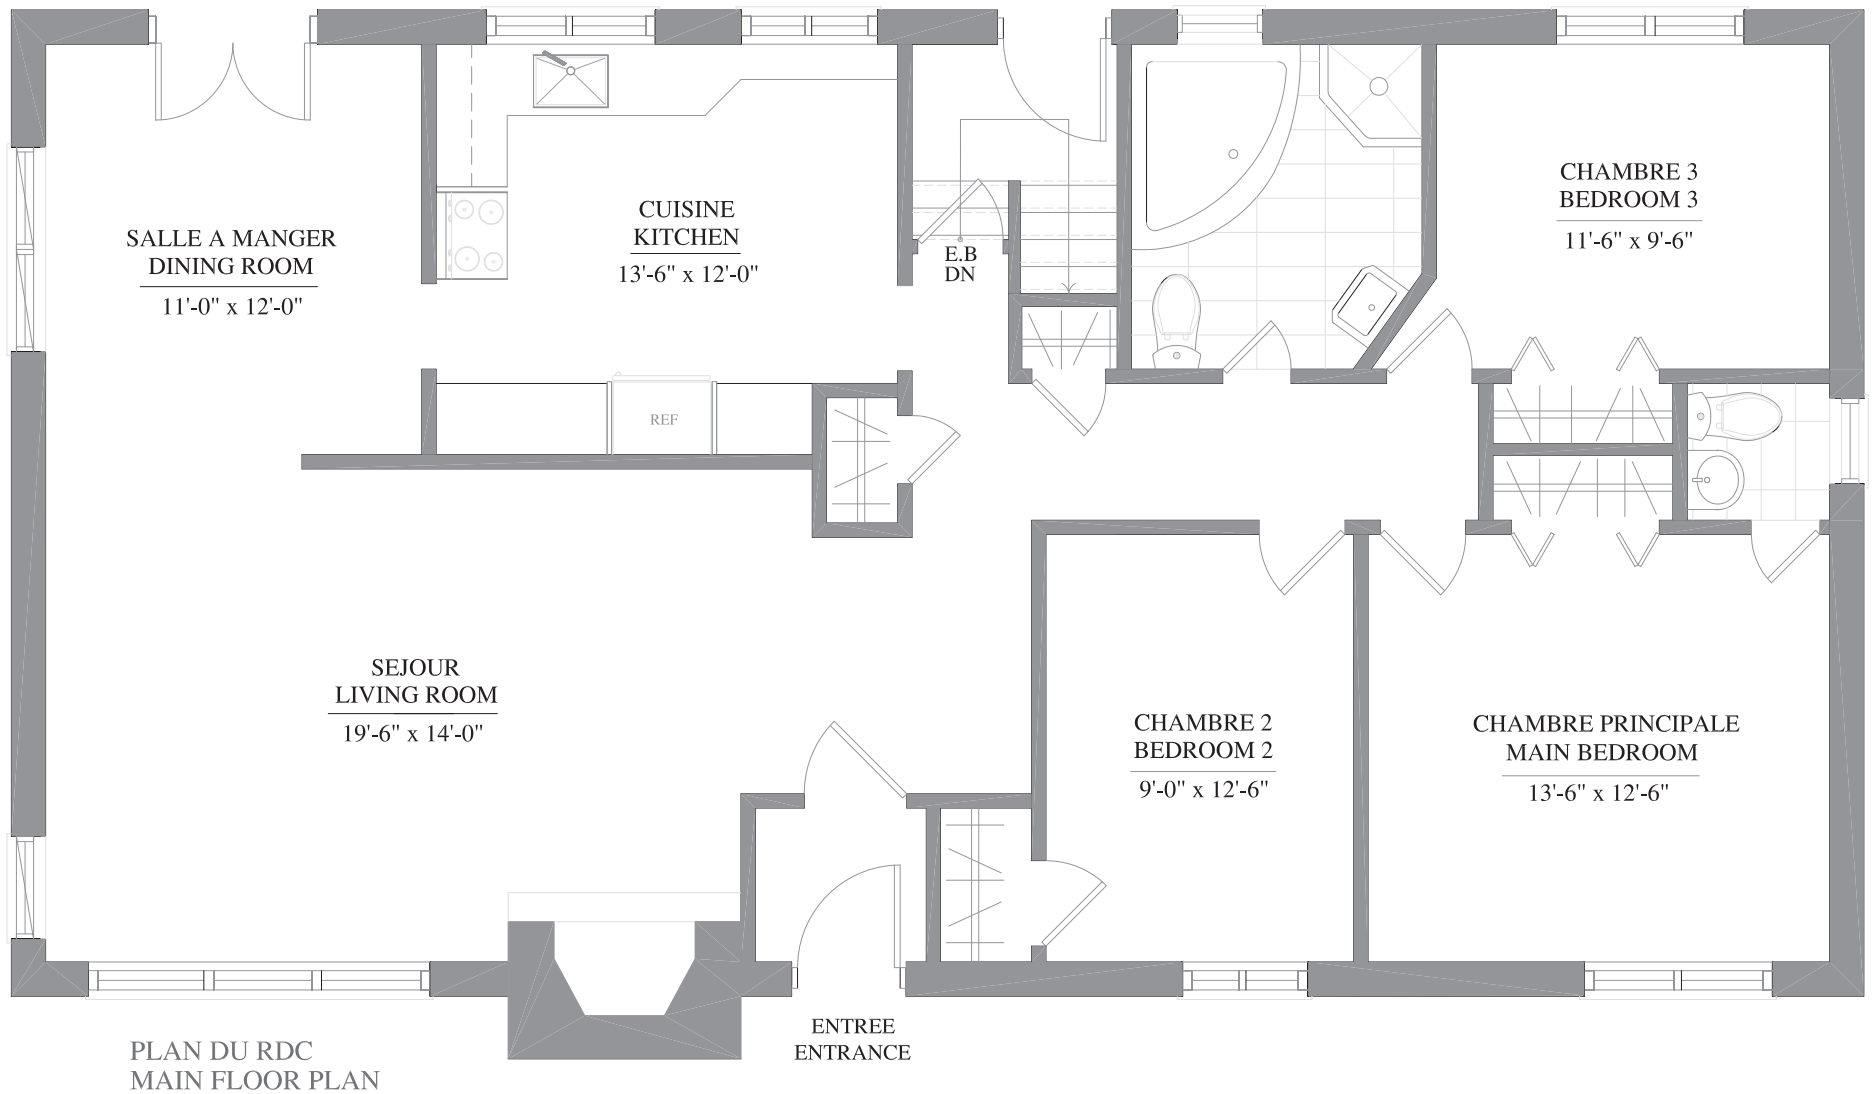 SALLE A MANGER
DINING ROOM
11'-0" x 12'-0"
CUISINE
KITCHEN
13'-6" x 12'-0"
REF
E.B
DN
CHAMBRE 3
BEDROOM 3
11'-6" x 9'-6"
SEJOUR
LIVING ROOM
19'-6" x 14'-0"
CHAMBRE 2
BEDROOM 2
9'-0" x 12'-6"
CHAMBRE PRINCIPALE
MAIN BEDROOM
13'-6" x 12'-6"
ENTREE
ENTRANCE
PLAN DU RDC
MAIN FLOOR PLAN